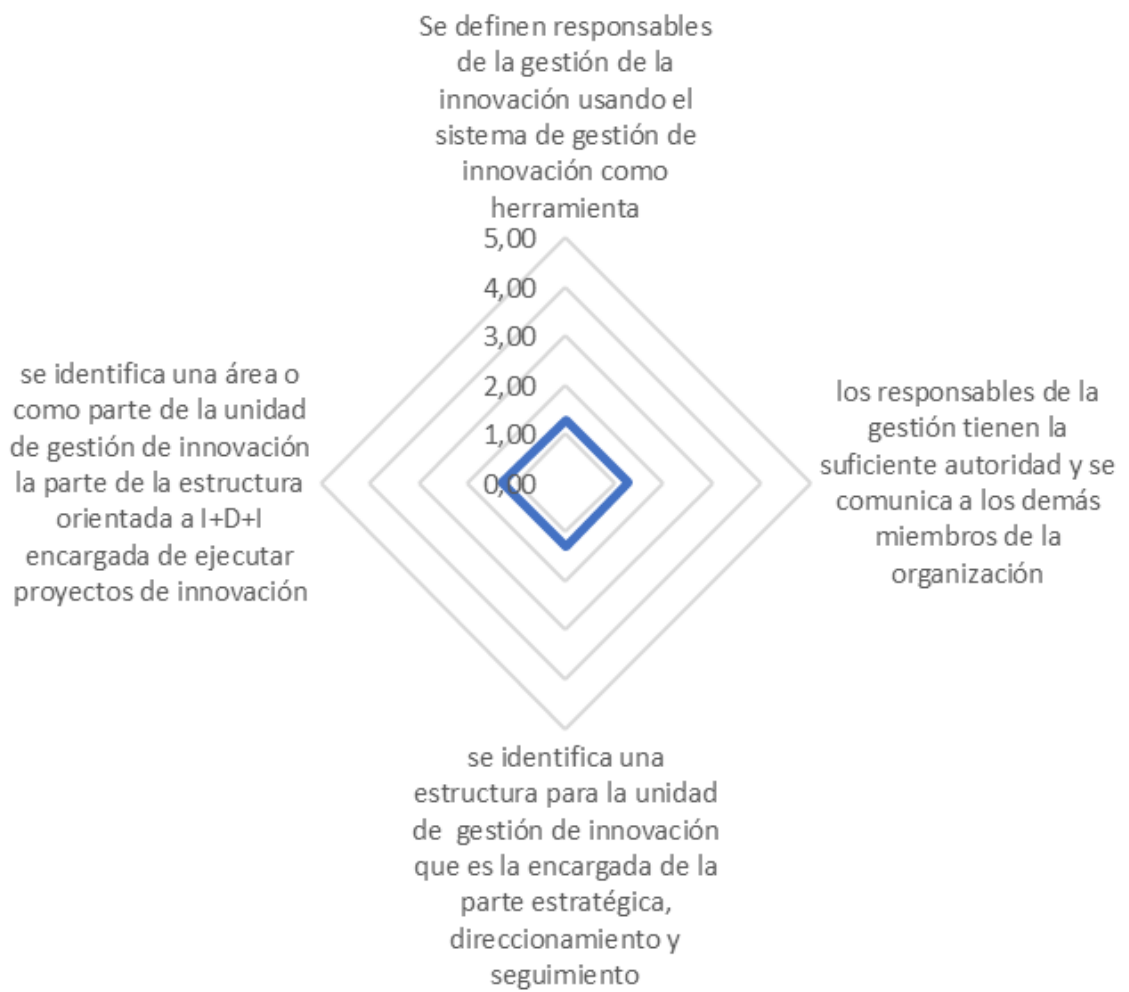 Se definen responsables
de la gestión de la
innovación usando el
sistema de gestión de
innovación como
herramienta
5,00
4,00
3,00
2,00
1,00
0,00
los responsables de la
gestión tienen la
suficiente autoridad y se
comunica a los demás
miembros de la
organización
se identifica una
estructura para la unidad
de  gestión de innovación
que es la encargada de la
parte estratégica,
direccionamiento y
seguimiento
se identifica una área o
como parte de la unidad
de gestión de innovación
la parte de la estructura
orientada a I+D+I
encargada de ejecutar
proyectos de innovación